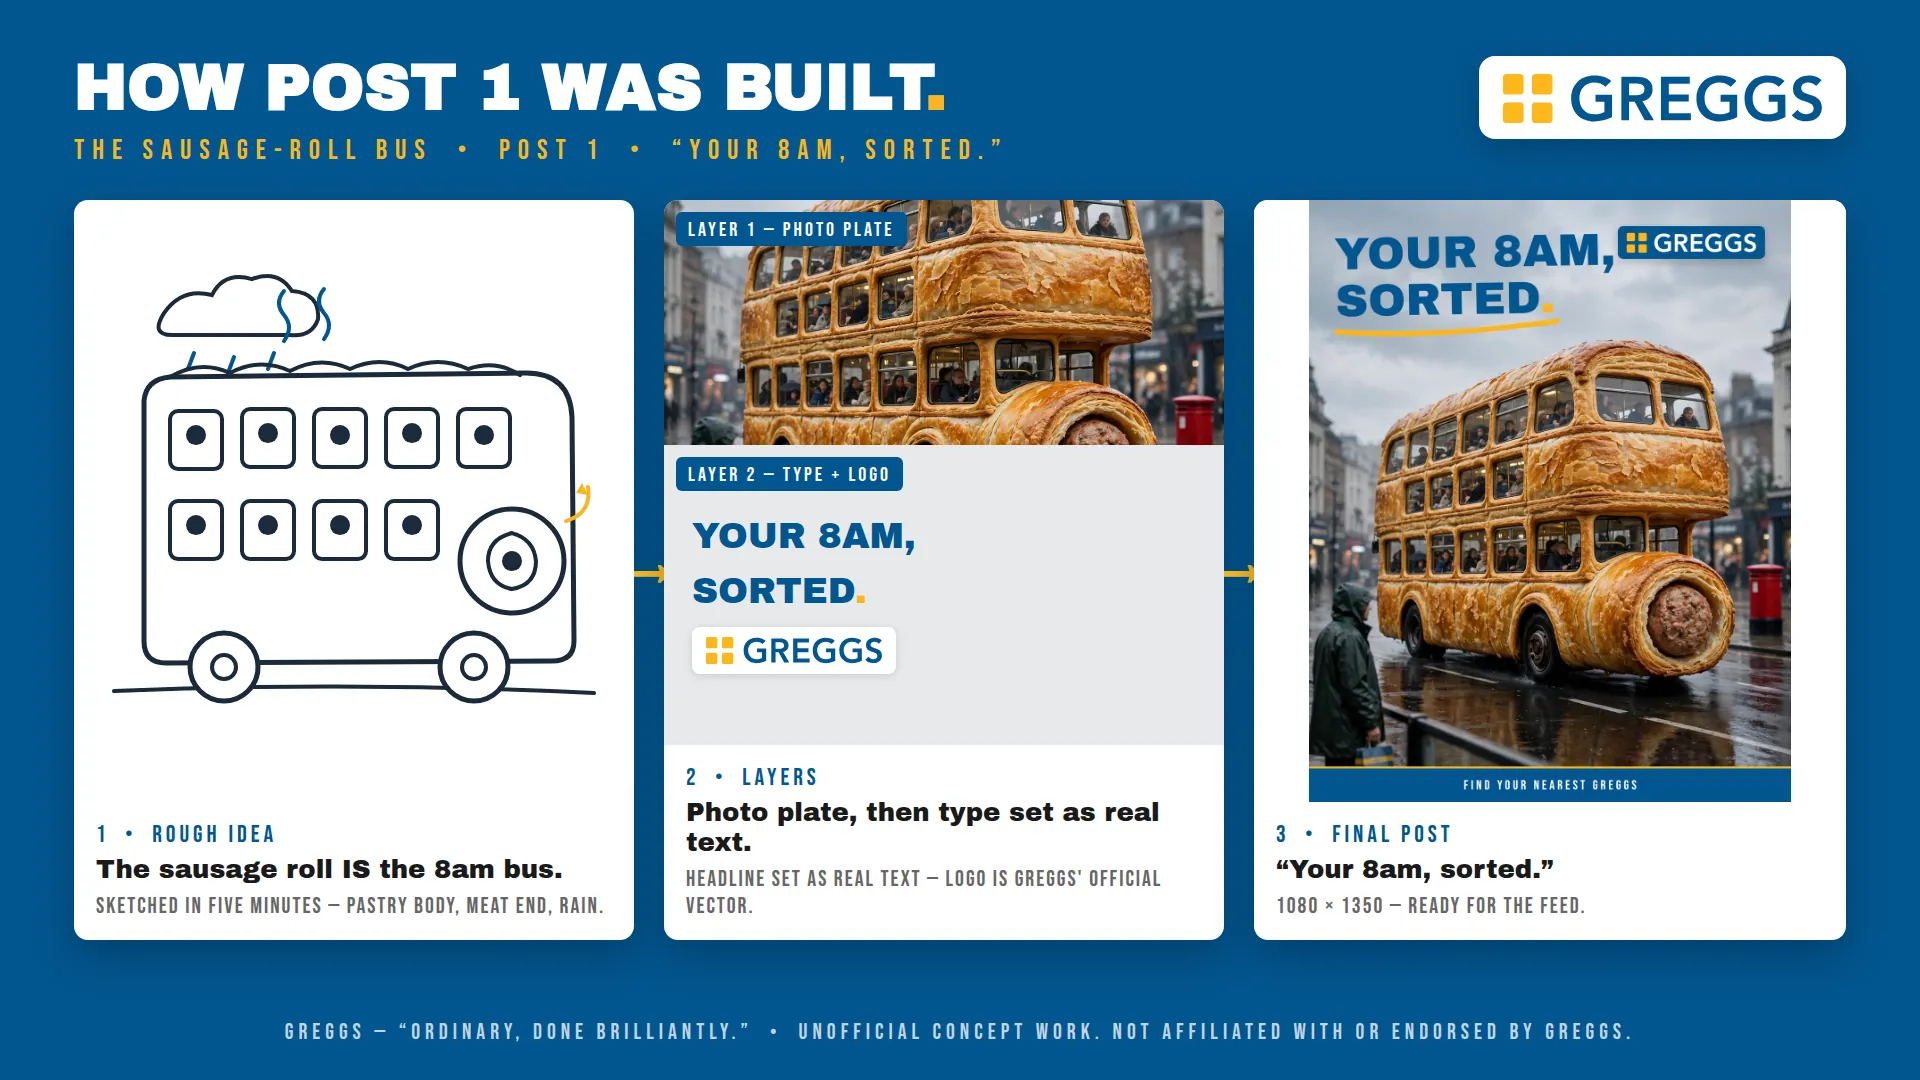 HOW POST 1 WAS BUILT.
GREGGS
THE SAUSAGE-ROLL BUS • POST 1 • “YOUR 8AM, SORTED.”
1 • ROUGH IDEA
The sausage roll IS the 8am bus.
SKETCHED IN FIVE MINUTES — PASTRY BODY, MEAT END, RAIN.
LAYER 1 — PHOTO PLATE
LAYER 2 — TYPE + LOGO
YOUR 8AM,
SORTED.
GREGGS
2 • LAYERS
Photo plate, then type set as real
text.
HEADLINE SET AS REAL TEXT — LOGO IS GREGGS' OFFICIAL
VECTOR.
YOUR 8AM,
GREGGS
SORTED.
FIND YOUR NEAREST GREGGS
3 • FINAL POST
“Your 8am, sorted.”
1080 × 1350 — READY FOR THE FEED.
GREGGS — “ORDINARY, DONE BRILLIANTLY.” • UNOFFICIAL CONCEPT WORK. NOT AFFILIATED WITH OR ENDORSED BY GREGGS.